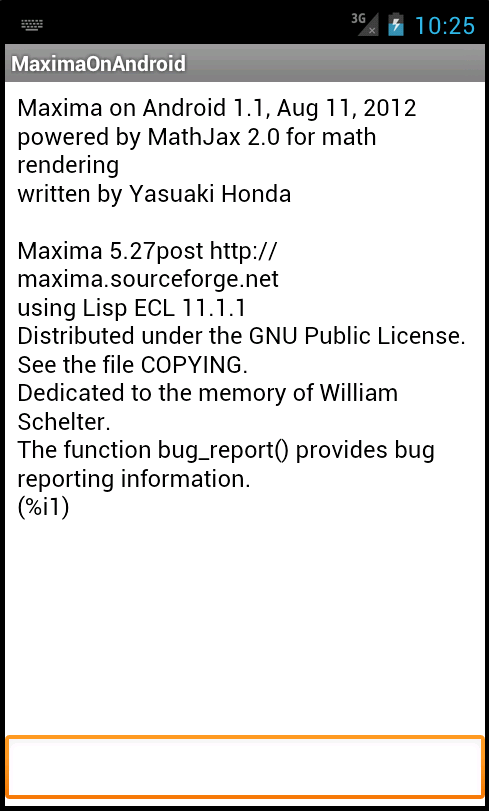 3G
10:25
MaximaOnAndroid
Maxima on Android 1.1, Aug 11, 2012
powered by MathJax 2.0 for math
rendering
written by Yasuaki Honda
Maxima 5.27post http://
maxima.sourceforge.net
using Lisp ECL 11.1.1
Distributed under the GNU Public License.
See the file COPYING.
Dedicated to the memory of William
Schelter.
The function bug_report() provides bug
reporting information.
(%i1)